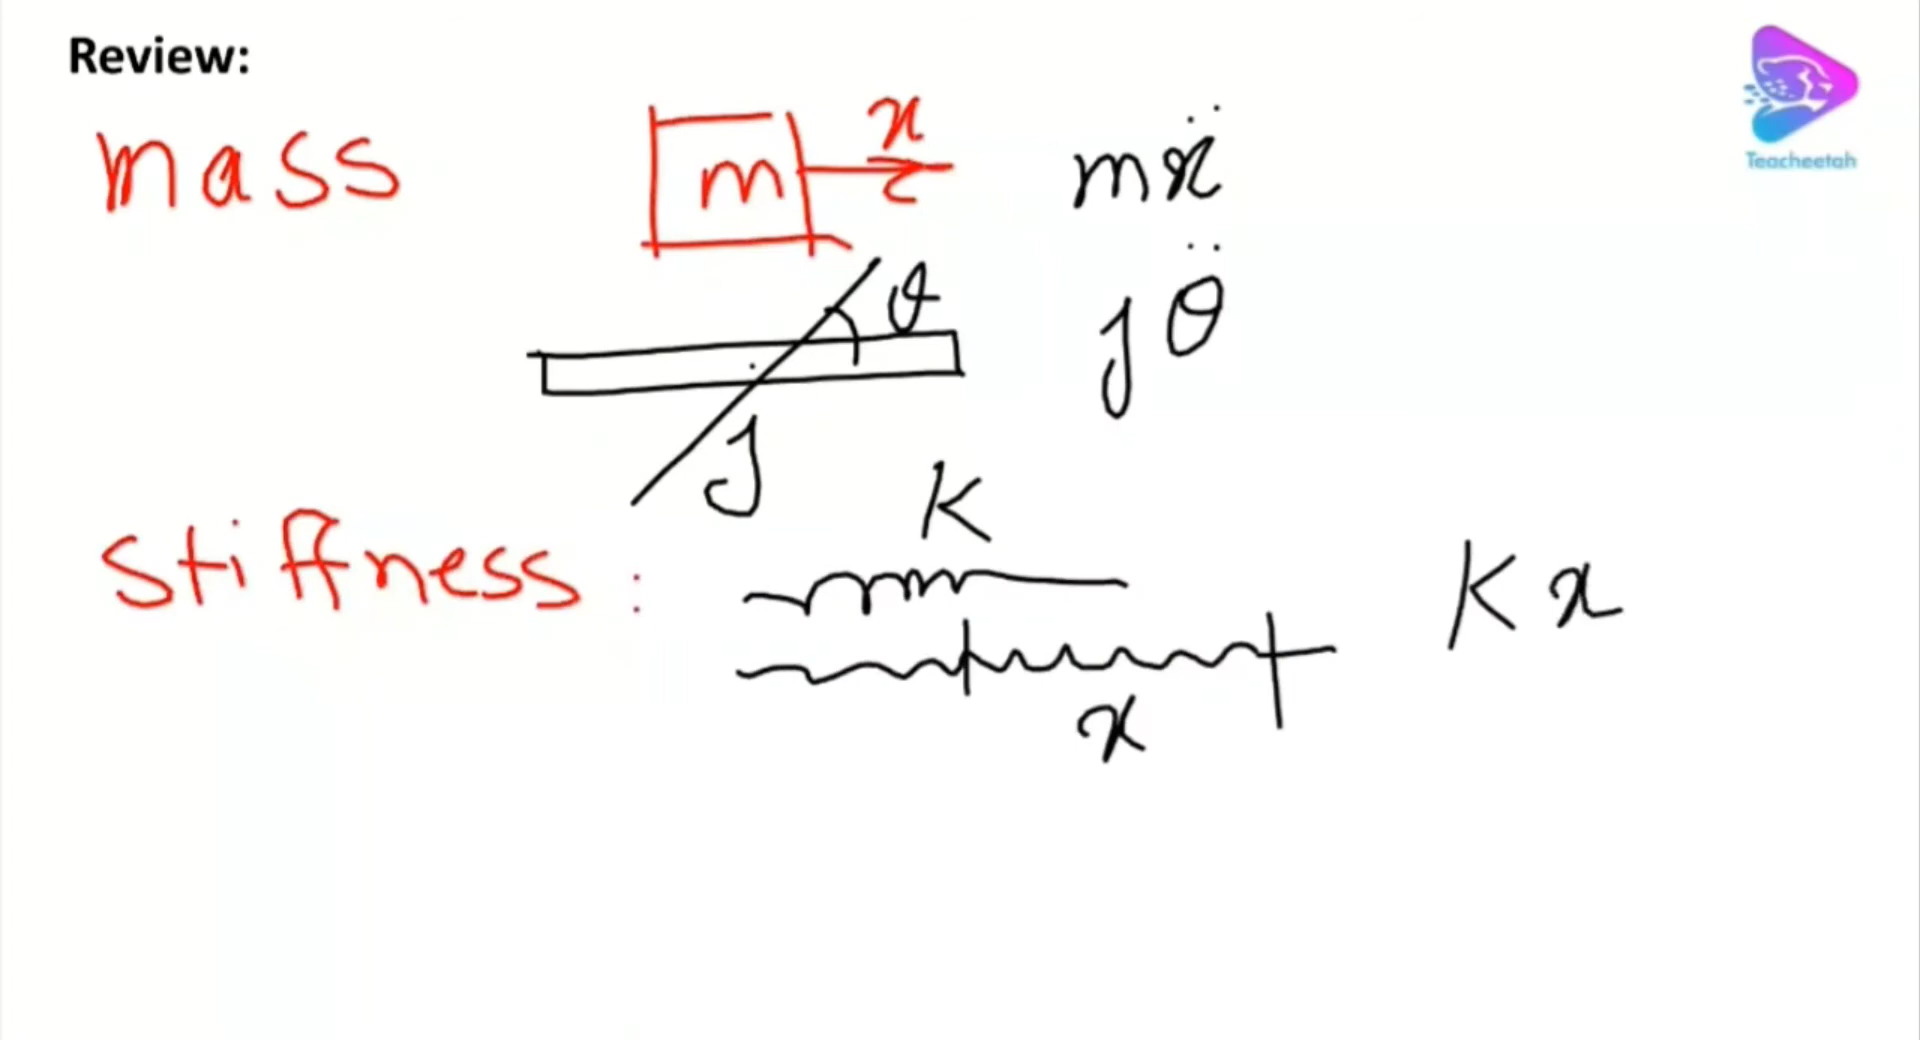 Review:
Teacheetah
mass
m
x
mẍ
θ
Jθ̈
J
K
stiffness:
Kx
x